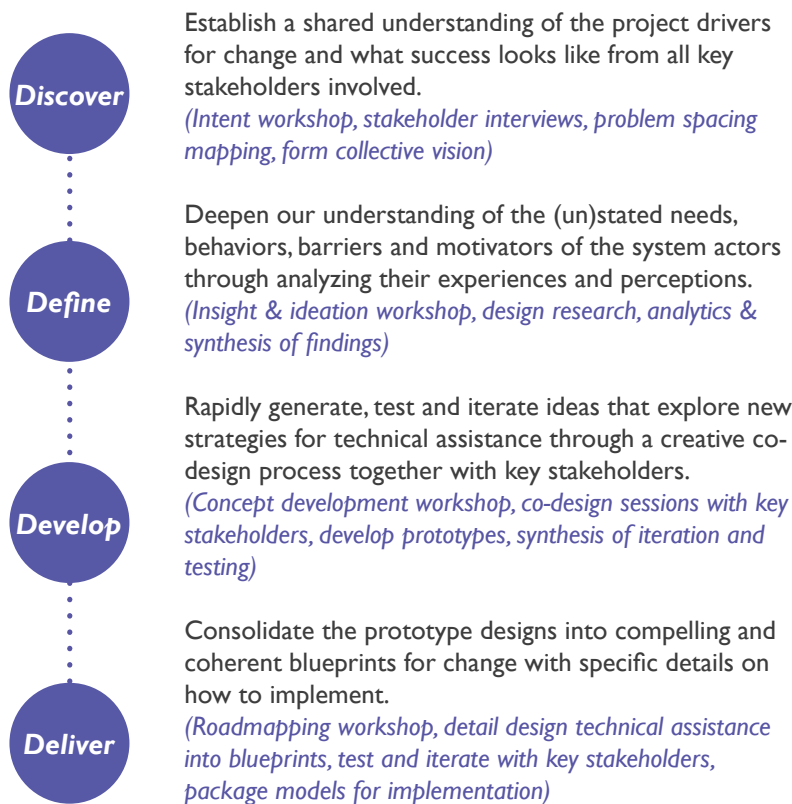 Establish a shared understanding of the project drivers
for change and what success looks like from all key
stakeholders involved.
Discover
(Intent workshop, stakeholder interviews, problem spacing
mapping, form collective vision)
Deepen our understanding of the (un)stated needs,
behaviors, barriers and motivators of the system actors
through analyzing their experiences and perceptions.
Define
(Insight & ideation workshop, design research, analytics &
synthesis of findings)
Rapidly generate, test and iterate ideas that explore new
strategies for technical assistance through a creative co-
design process together with key stakeholders.
Develop
(Concept development workshop, co-design sessions with key
stakeholders, develop prototypes, synthesis of iteration and
testing)
Consolidate the prototype designs into compelling and
coherent blueprints for change with specific details on
how to implement.
Deliver
(Roadmapping workshop, detail design technical assistance
into blueprints, test and iterate with key stakeholders,
package models for implementation)